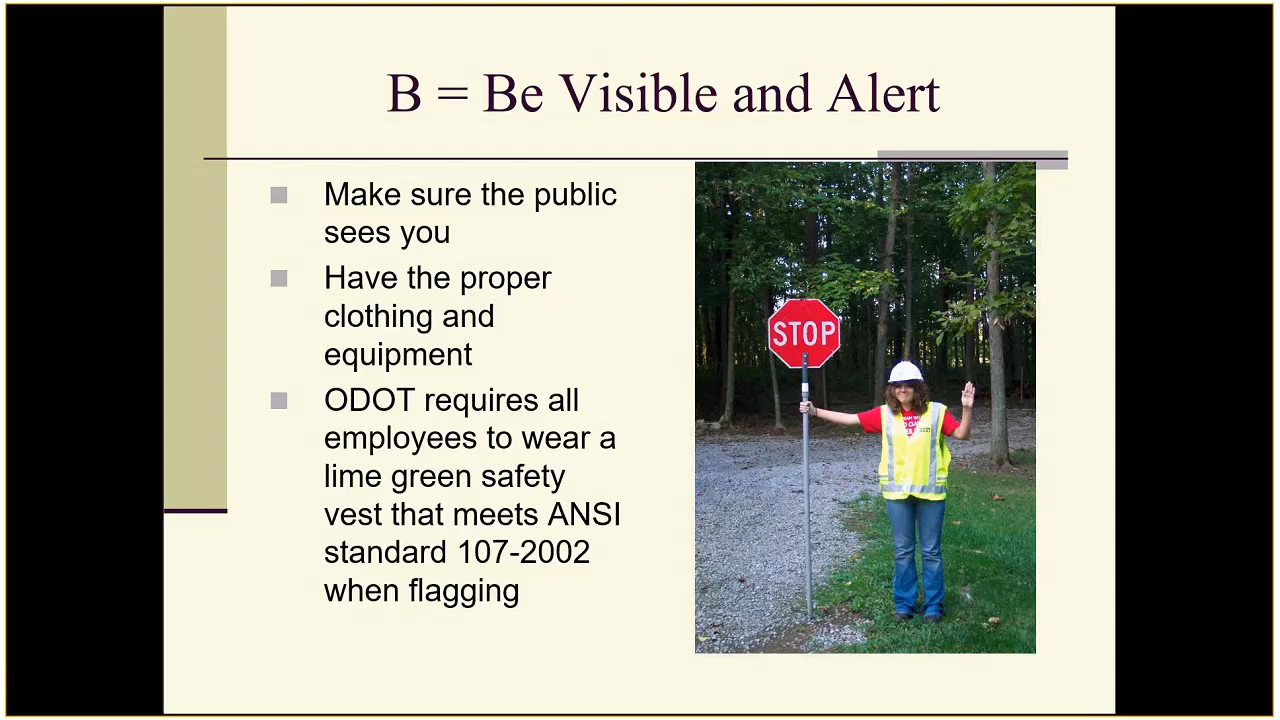 B = Be Visible and Alert
Make sure the public
sees you
Have the proper
clothing and
equipment
ODOT requires all
employees to wear a
lime green safety
vest that meets ANSI
standard 107-2002
when flagging
STOP
ODOT